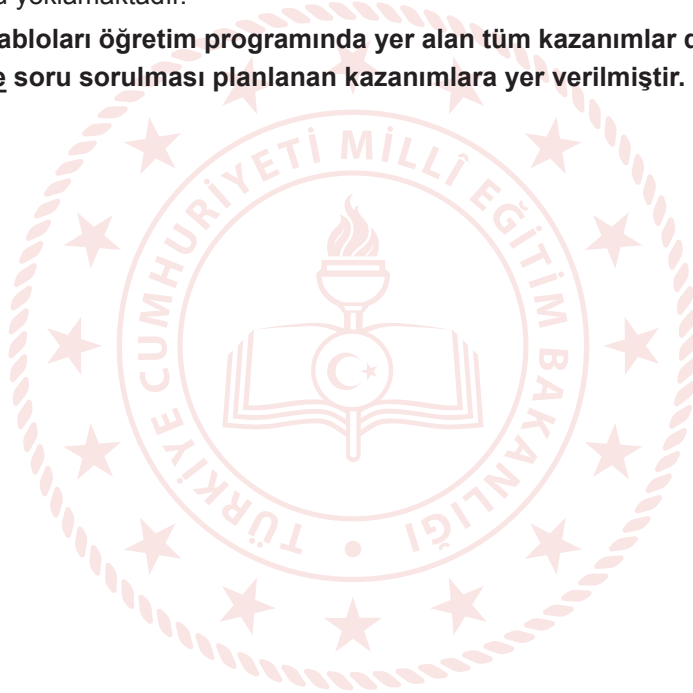 yoklamaktadır.
abloları öğretim programında yer alan tüm kazanımlar
soru sorulması planlanan kazanımlara yer verilmiştir.
TÜRKİYE CUMHURİYETİ MİLLÎ EĞİTİM BAKANLIĞI